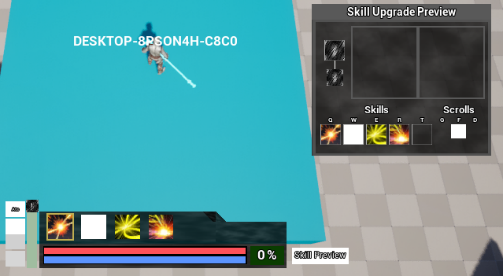 Skill Upgrade Preview
DESKTOP-8PSON4H-C8C0
Skills
Scrolls
Q W E R T G F D
0 %
Skill Preview